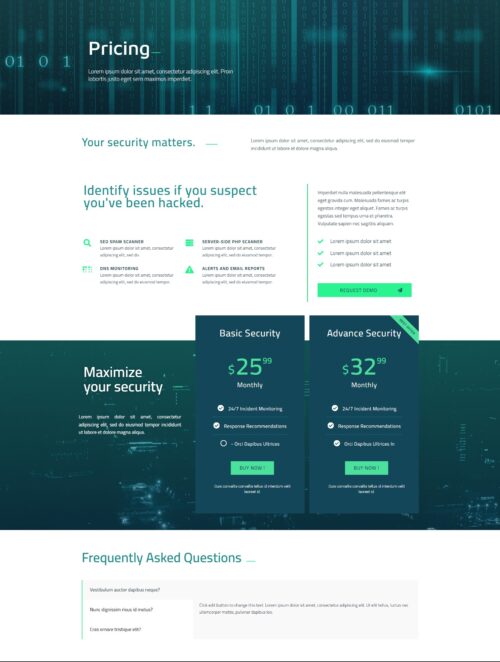 Pricing
Lorem ipsum dolor sit amet, consectetur adipiscing elit. Proin
lobortis justo eget sem maximus imperdiet.
01 0 1
1 1 0 1 0 1 00 011 0101
Your security matters.
Lorem ipsum dolor sit amet, consectetur adipiscing elit, sed do eiusmod tempor
incididunt ut labore et dolore magna aliqua.
Identify issues if you suspect
you've been hacked.
SEO SPAM SCANNER
Lorem ipsum dolor sit amet, consectetur
adipiscing elit, sed do
SERVER-SIDE PHP SCANNER
Lorem ipsum dolor sit amet, consectetur
adipiscing elit, sed do eiusmod tempor.
DNS MONITORING
Lorem ipsum dolor sit amet, consectetur
adipiscing elit, sed do eiusmod tempor.
ALERTS AND EMAIL REPORTS
Lorem ipsum dolor sit amet, consectetur
adipiscing elit, sed do eiusmod tempor.
Imperdiet nulla malesuada pellentesque elit
eget gravida cum. Malesuada fames ac turpis
egestas integer eget aliquet. Fames ac turpis
egestas sed tempus urna et pharetra.
Vulputate sapien nec sagittis aliquam.
Lorem ipsum dolor sit amet
Lorem ipsum dolor sit amet
Lorem ipsum dolor sit amet
REQUEST DEMO
Maximize
your security
Lorem ipsum dolor sit amet, consectetur
adipiscing elit, sed do eiusmod tempor incididunt
ut labore et dolore magna aliqua.
Basic Security
$25.99
Monthly
24/7 Incident Monitoring
Response Recommendations
- Orci Dapibus Ultrices
BUY NOW !
Duis convallis convallis tellus id interdum velit
laoreet id
Advance Security
$32.99
Monthly
24/7 Incident Monitoring
Response Recommendations
Orci Dapibus Ultrices In
BUY NOW !
Duis convallis convallis tellus id interdum velit
laoreet id
Frequently Asked Questions
Vestibulum auctor dapibus neque?
Nunc dignissim risus id metus?
Cras ornare tristique elit?
Click edit button to change this text. Lorem ipsum dolor sit amet, consectetur adipiscing elit. Ut elit tellus, luctus nec
ullamcorper mattis, pulvinar dapibus leo.